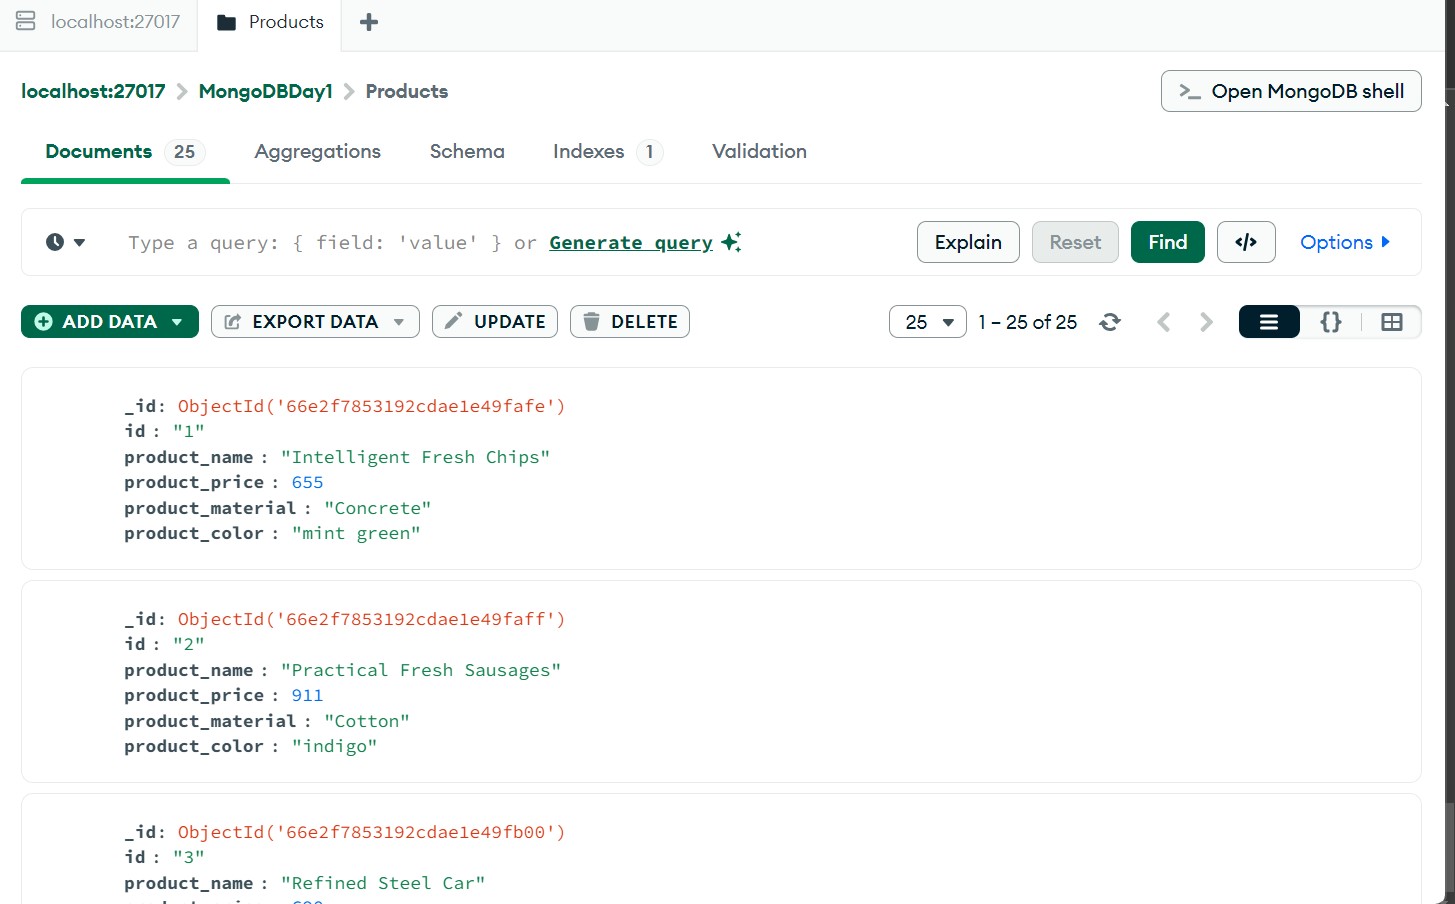 localhost:27017 Products
localhost:27017 MongoDBDay1 Products
>_ Open MongoDB shell
Documents 25 Aggregations Schema Indexes 1 Validation
Type a query: { field: 'value' } or Generate query
Explain Reset Find </> Options
ADD DATA EXPORT DATA UPDATE DELETE
25 1 – 25 of 25 {}
_id: ObjectId('66e2f7853192cdae1e49fafe')
id : "1"
product_name : "Intelligent Fresh Chips"
product_price : 655
product_material : "Concrete"
product_color : "mint green"
_id: ObjectId('66e2f7853192cdae1e49faff')
id : "2"
product_name : "Practical Fresh Sausages"
product_price : 911
product_material : "Cotton"
product_color : "indigo"
_id: ObjectId('66e2f7853192cdae1e49fb00')
id : "3"
product_name : "Refined Steel Car"